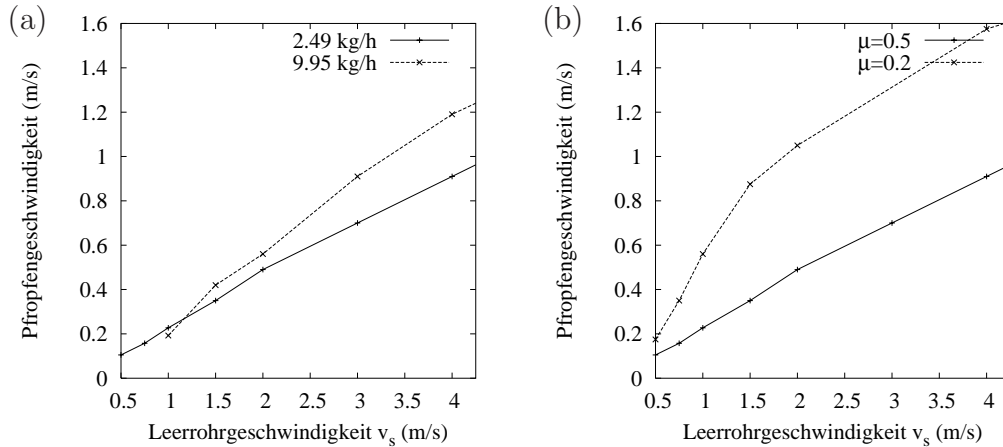 (a)
Pfropfengeschwindigkeit (m/s)
1.6
1.4
1.2
1
0.8
0.6
0.4
0.2
0
2.49 kg/h
9.95 kg/h
0.5 1 1.5 2 2.5 3 3.5 4
Leerrohrgeschwindigkeit v_s (m/s)
(b)
Pfropfengeschwindigkeit (m/s)
1.6
1.4
1.2
1
0.8
0.6
0.4
0.2
0
μ=0.5
μ=0.2
0.5 1 1.5 2 2.5 3 3.5 4
Leerrohrgeschwindigkeit v_s (m/s)